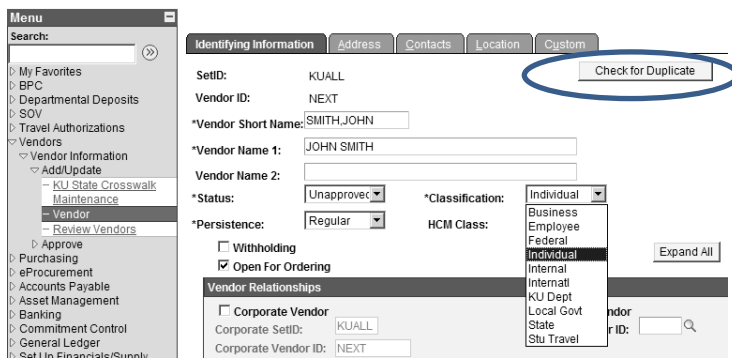 Menu
Search:
My Favorites
BPC
Departmental Deposits
SOV
Travel Authorizations
Vendors
Vendor Information
Add/Update
– KU State Crosswalk
Maintenance
– Vendor
– Review Vendors
Approve
Purchasing
eProcurement
Accounts Payable
Asset Management
Banking
Commitment Control
General Ledger
Set Up Financials/Supply
Identifying Information Address Contacts Location Custom
SetID: KUALL Check for Duplicate
Vendor ID: NEXT
*Vendor Short Name: SMITH,JOHN
*Vendor Name 1: JOHN SMITH
Vendor Name 2:
*Status: Unapproved *Classification: Individual
*Persistence: Regular HCM Class:
Business
Employee
Federal
Individual
Internal
Internatl
KU Dept
Local Govt
State
Stu Travel
Withholding
Expand All
Open For Ordering
Vendor Relationships
Corporate Vendor
Corporate SetID: KUALL
Corporate Vendor ID: NEXT